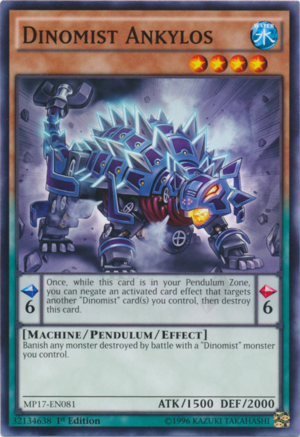 DINOMIST ANKYLOS
WATER
水
Once, while this card is in your Pendulum Zone,
you can negate an activated card effect that targets
another "Dinomist" card(s) you control, then destroy
this card.
6
6
[MACHINE/PENDULUM/EFFECT]
Banish any monster destroyed by battle with a "Dinomist" monster
you control.
MP17-EN081
ATK/1500 DEF/2000
32134638 1st Edition
©1996 KAZUKI TAKAHASHI